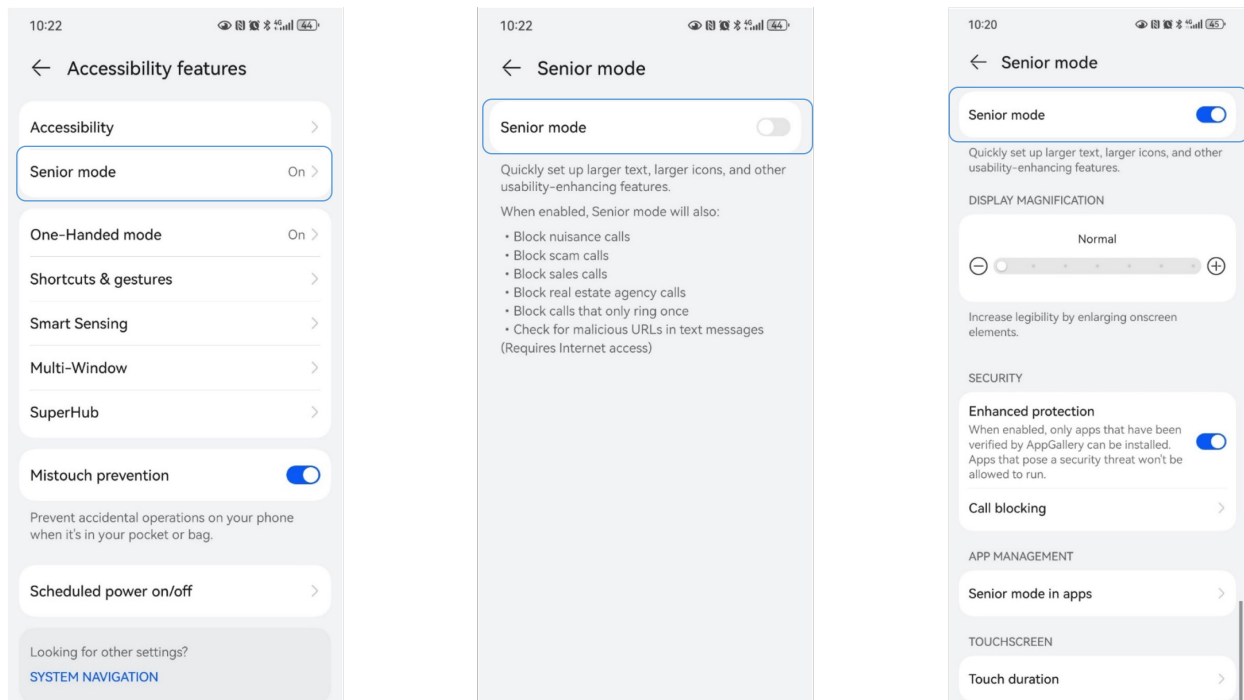 10:22
44
Accessibility features
Accessibility
Senior mode On
One-Handed mode On
Shortcuts & gestures
Smart Sensing
Multi-Window
SuperHub
Mistouch prevention
Prevent accidental operations on your phone
when it's in your pocket or bag.
Scheduled power on/off
Looking for other settings?
SYSTEM NAVIGATION
10:22
44
Senior mode
Senior mode
Quickly set up larger text, larger icons, and other
usability-enhancing features.
When enabled, Senior mode will also:
• Block nuisance calls
• Block scam calls
• Block sales calls
• Block real estate agency calls
• Block calls that only ring once
• Check for malicious URLs in text messages
(Requires Internet access)
10:20
45
Senior mode
Senior mode
Quickly set up larger text, larger icons, and other
usability-enhancing features.
DISPLAY MAGNIFICATION
Normal
Increase legibility by enlarging onscreen
elements.
SECURITY
Enhanced protection
When enabled, only apps that have been
verified by AppGallery can be installed.
Apps that pose a security threat won't be
allowed to run.
Call blocking
APP MANAGEMENT
Senior mode in apps
TOUCHSCREEN
Touch duration